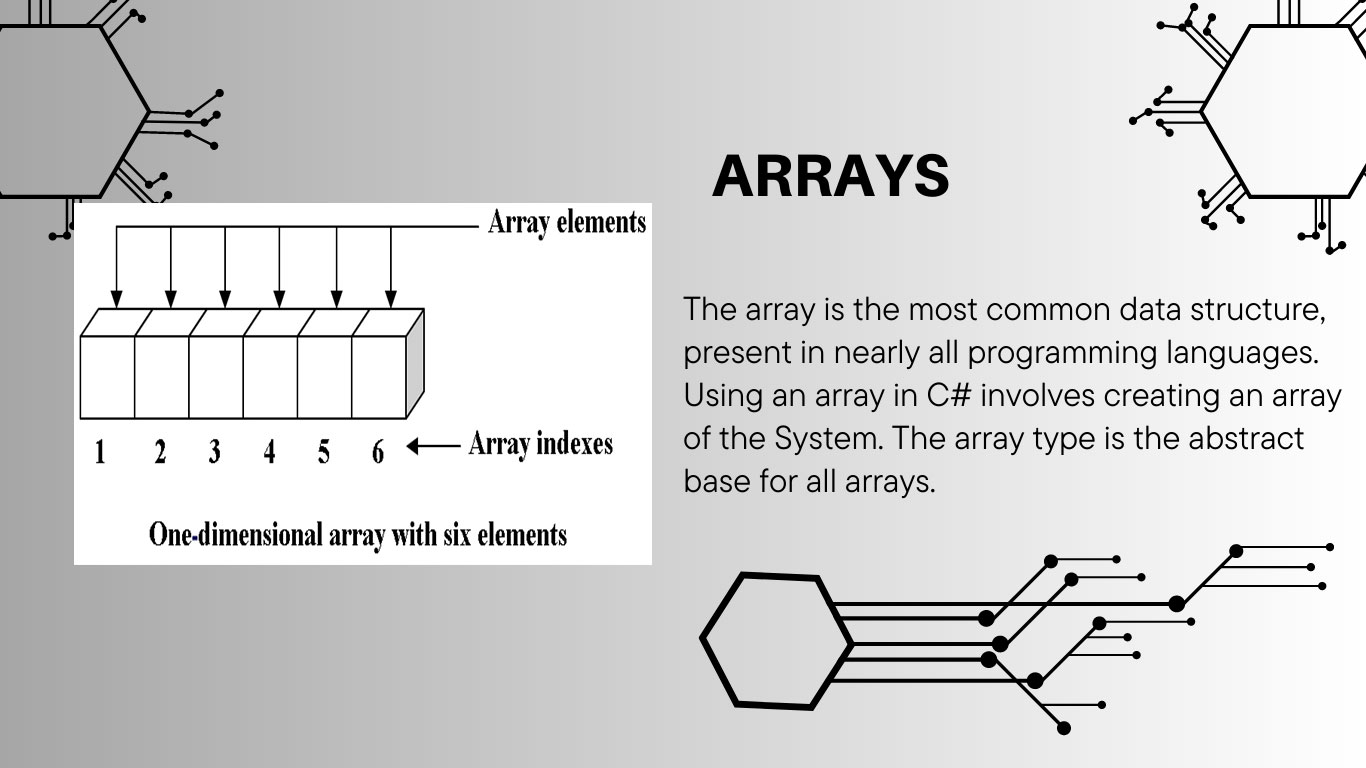 ARRAYS
Array elements
1 2 3 4 5 6
Array indexes
One-dimensional array with six elements
The array is the most common data structure,
present in nearly all programming languages.
Using an array in C# involves creating an array
of the System. The array type is the abstract
base for all arrays.